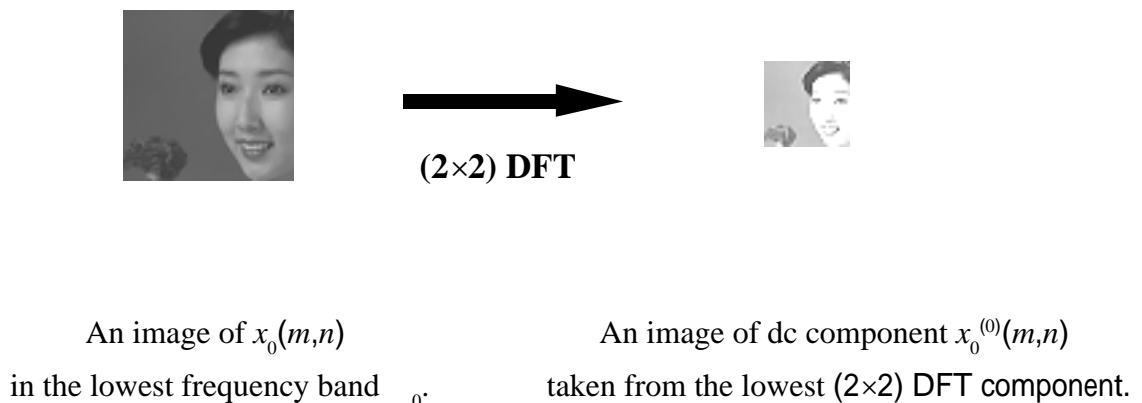 (2×2) DFT
An image of x₀(m,n)
in the lowest frequency band ₀.
An image of dc component x₀⁽⁰⁾(m,n)
taken from the lowest (2×2) DFT component.